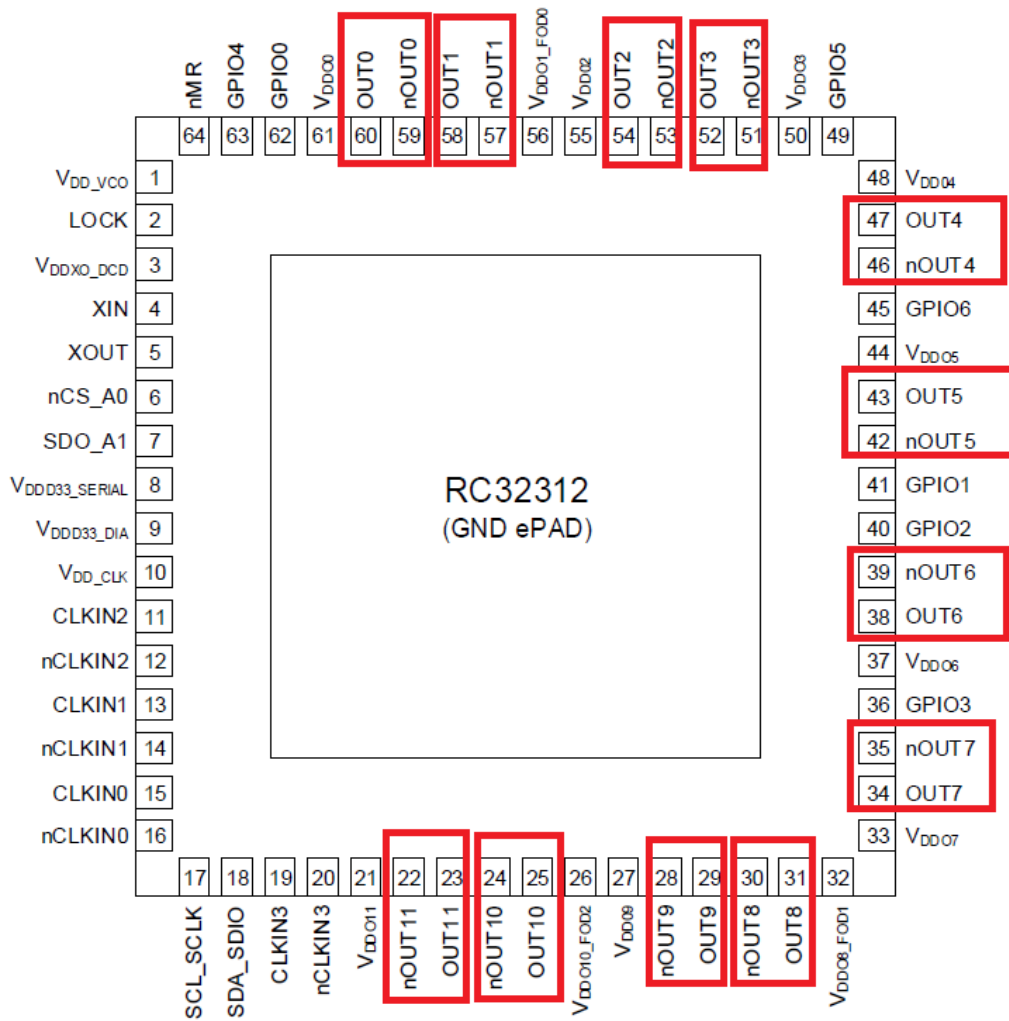 nMR
GPIO4
GPIO0
VDDO0
OUT0
nOUT0
OUT1
nOUT1
VDDO1_FOD0
VDD02
OUT2
nOUT2
OUT3
nOUT3
VDDO3
GPIO5
64 63 62 61 60 59 58 57 56 55 54 53 52 51 50 49
VDD_VCO 1
LOCK 2
VDDXO_DCD 3
XIN 4
XOUT 5
nCS_A0 6
SDO_A1 7
VDDD33_SERIAL 8
VDDD33_DIA 9
VDD_CLK 10
CLKIN2 11
nCLKIN2 12
CLKIN1 13
nCLKIN1 14
CLKIN0 15
nCLKIN0 16
RC32312
(GND ePAD)
48 VDD04
47 OUT4
46 nOUT4
45 GPIO6
44 VDDO5
43 OUT5
42 nOUT5
41 GPIO1
40 GPIO2
39 nOUT6
38 OUT6
37 VDDO6
36 GPIO3
35 nOUT7
34 OUT7
33 VDDO7
17 18 19 20 21 22 23 24 25 26 27 28 29 30 31 32
SCL_SCLK
SDA_SDIO
CLKIN3
nCLKIN3
VDDO11
nOUT11
OUT11
nOUT10
OUT10
VDDO10_FOD2
VDD09
nOUT9
OUT9
nOUT8
OUT8
VDDO8_FOD1